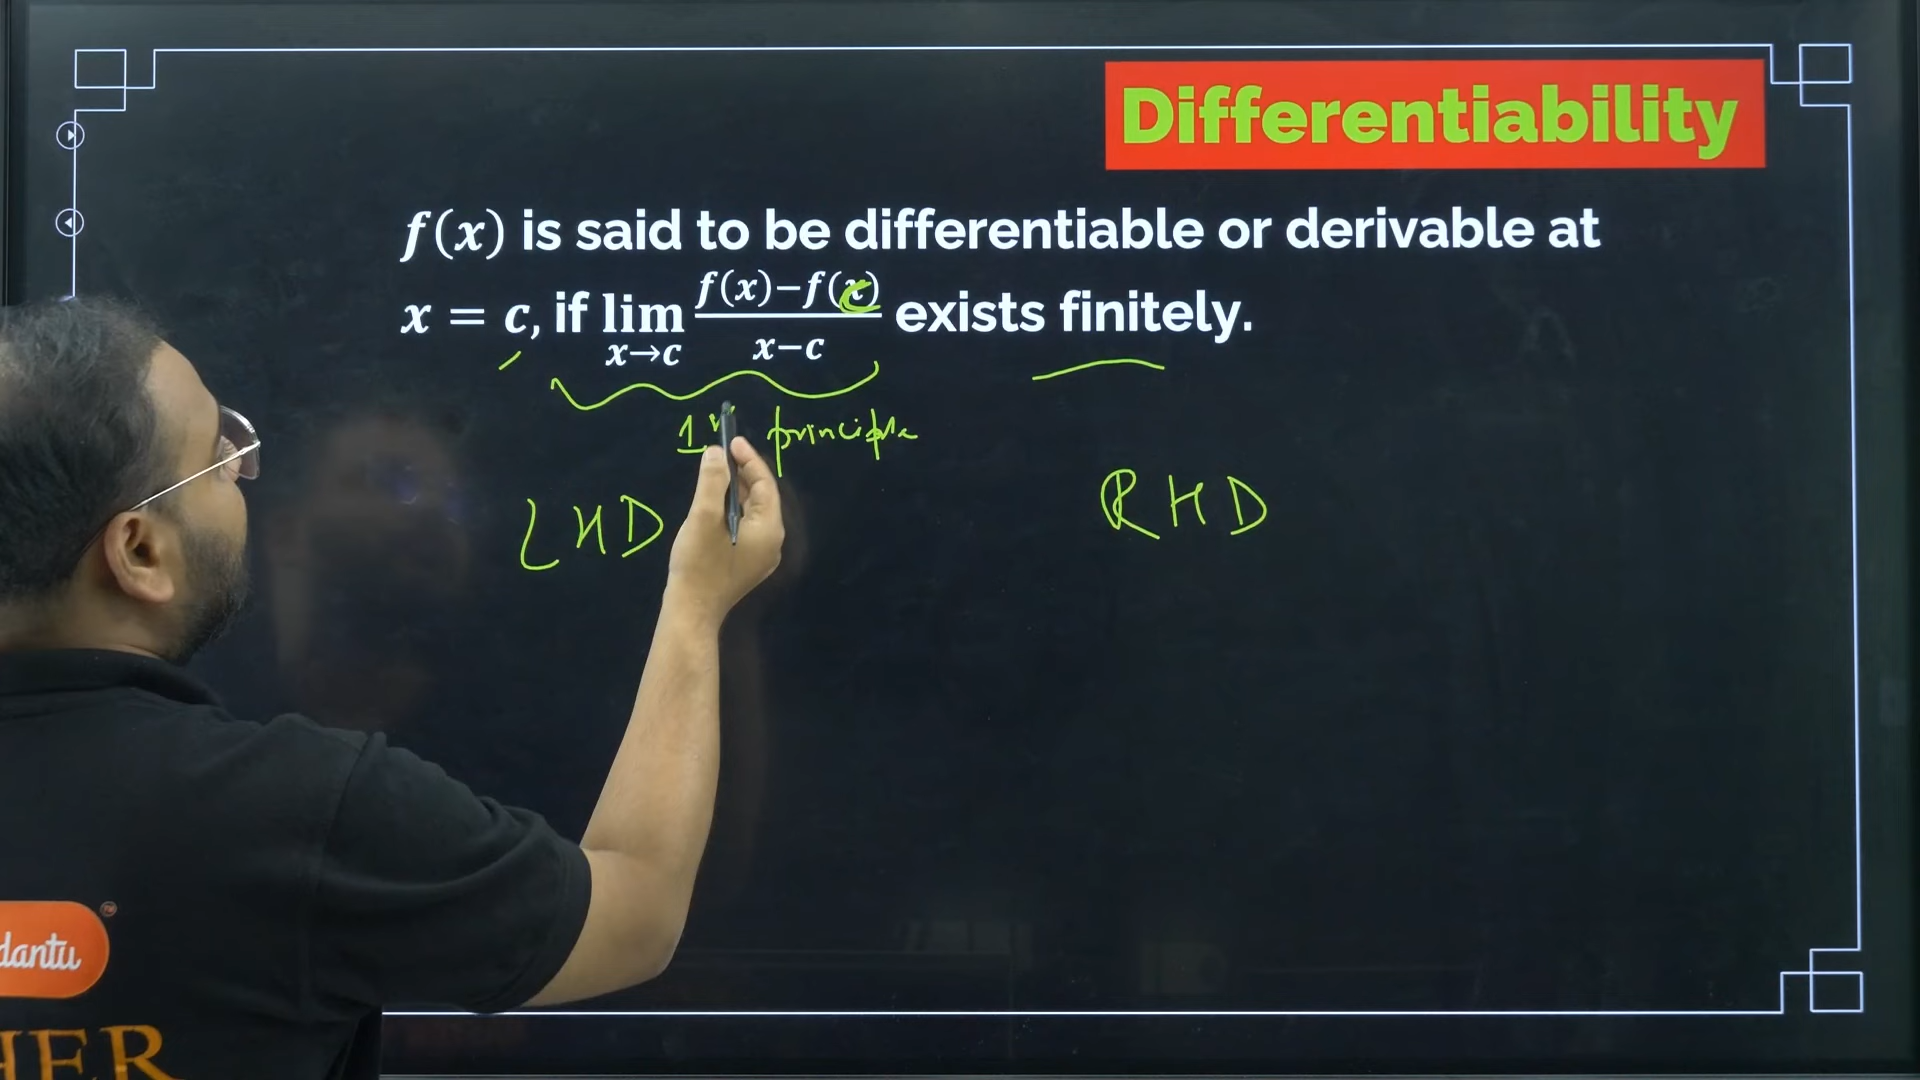 Differentiability
f(x) is said to be differentiable or derivable at
x = c, if lim x→c (f(x)−f(c))/(x−c) exists finitely.
1st principle
LHD RHD
dantu
HER
TM